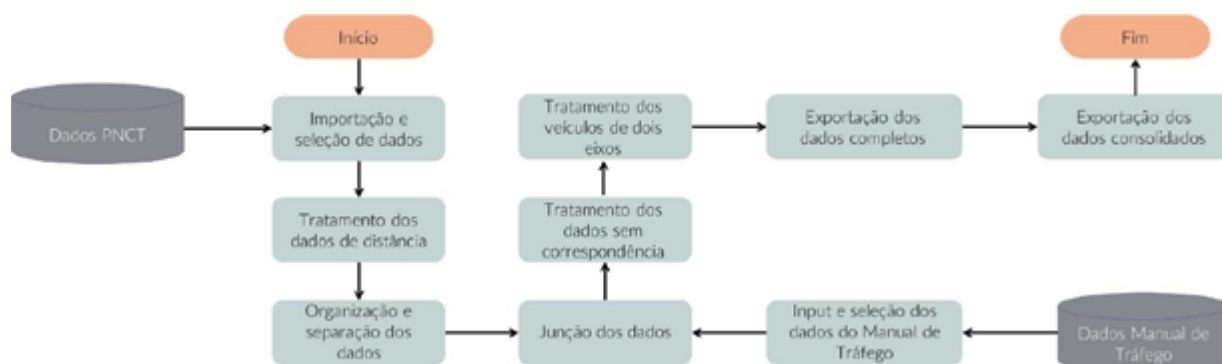 Início
Fim
Dados PNCT
Importação e
seleção de dados
Tratamento dos
veículos de dois
eixos
Exportação dos
dados completos
Exportação dos
dados consolidados
Tratamento dos
dados de distância
Tratamento dos
dados sem
correspondência
Organização e
separação dos
dados
Junção dos dados
Input e seleção dos
dados do Manual de
Tráfego
Dados Manual de
Tráfego